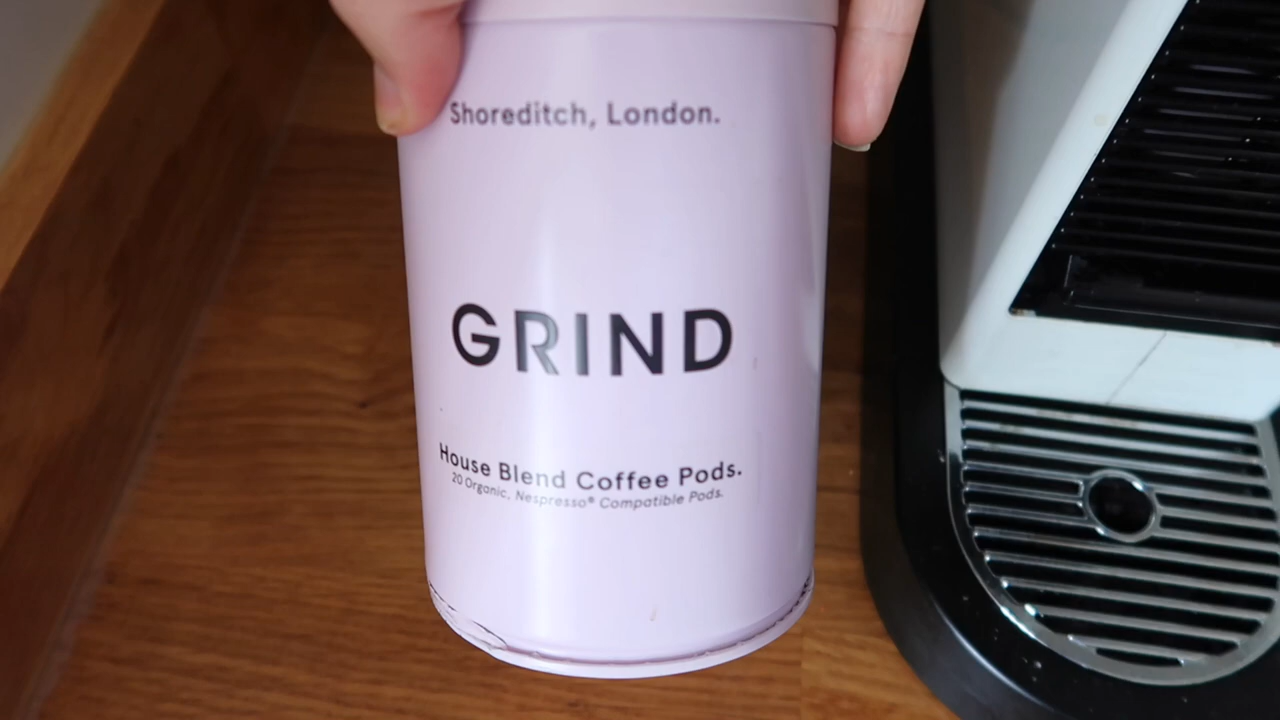 Shoreditch, London.
GRIND
House Blend Coffee Pods.
20 Organic, Nespresso® Compatible Pods.